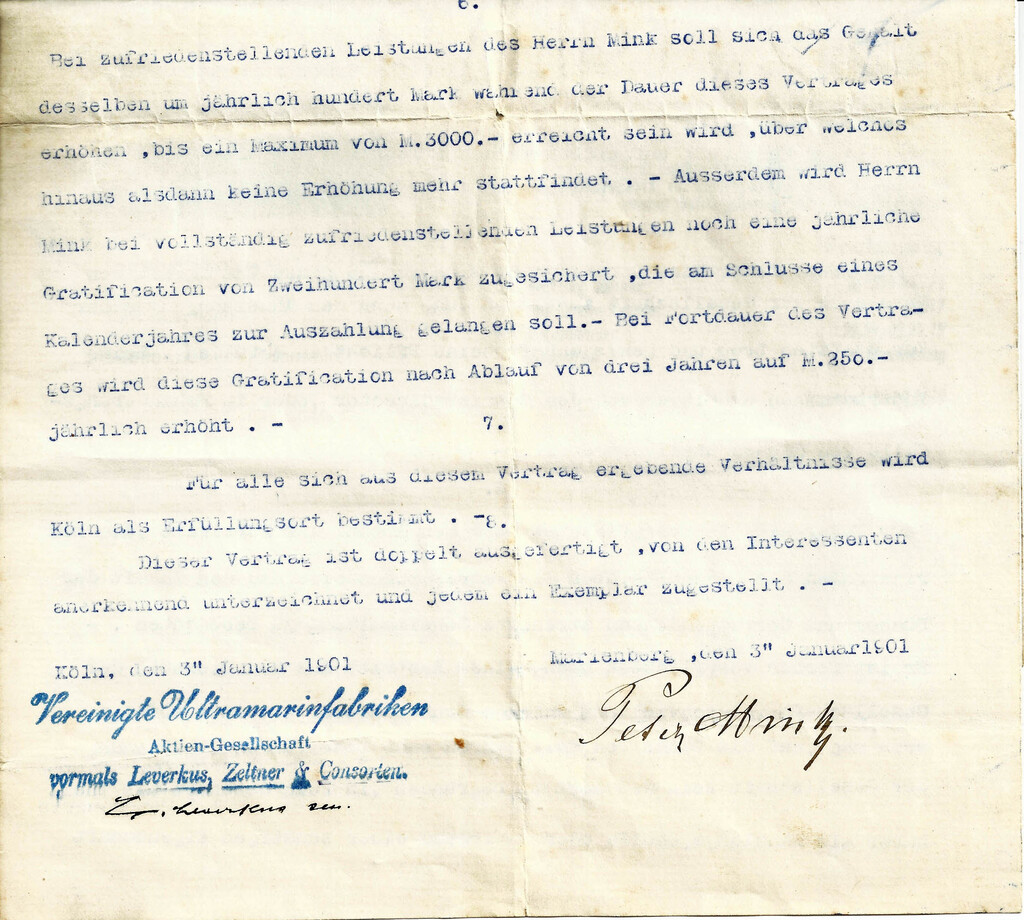 6.
Bei zufriedenstellenden Leistungen des Herrn Mink soll sich das Gehalt
desselben um jährlich hundert Mark während der Dauer dieses Vertrages
erhöhen ,bis ein Maximum von M.3000.- erreicht sein wird ,über welches
hinaus alsdann keine Erhöhung mehr stattfindet . - Ausserdem wird Herrn
Mink bei vollständig zufriedenstellenden Leistungen noch eine jährliche
Gratification von Zweihundert Mark zugesichert ,die am Schlusse eines
Kalenderjahres zur Auszahlung gelangen soll.- Bei Fortdauer des Vertra-
ges wird diese Gratification nach Ablauf von drei Jahren auf M.250.-
jährlich erhöht . -
7.
Für alle sich aus diesem Vertrag ergebende Verhältnisse wird
Köln als Erfüllungsort bestimmt . -
8.
Dieser Vertrag ist doppelt ausgefertigt ,von den Interessenten
anerkennend unterzeichnet und jedem ein Exemplar zugestellt . -
Köln, den 3" Januar 1901
Marienberg ,den 3" Januar1901
Vereinigte Ultramarinfabriken
Aktien-Gesellschaft
vormals Leverkus, Zeltner & Consorten.
Leverkus sen.
Peter Mink.